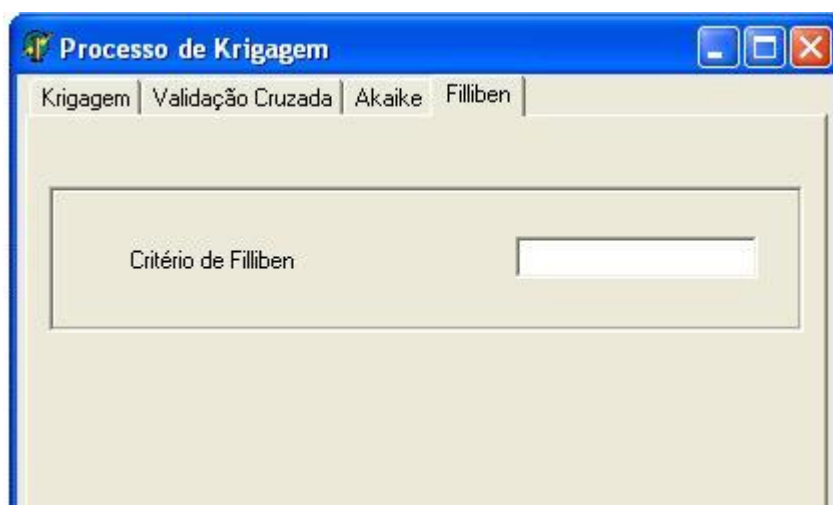 Processo de Krigagem
Krigagem Validação Cruzada Akaike Filliben
Critério de Filliben